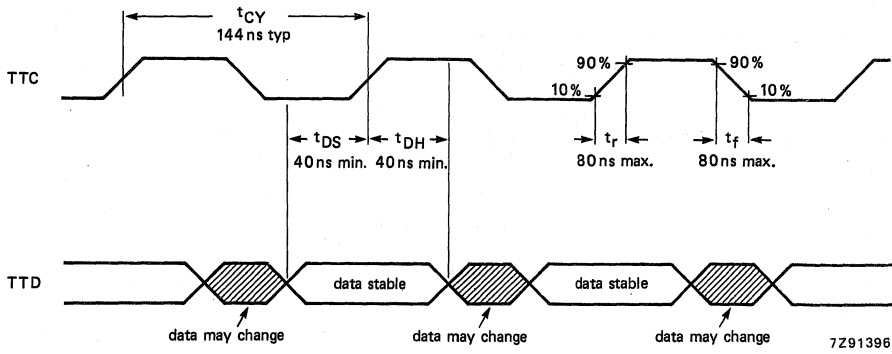 tCY
144 ns typ
TTC
90%
90%
10%
10%
tDS
tDH
tr
tf
40 ns min.
40 ns min.
80 ns max.
80 ns max.
TTD
data stable
data stable
data may change
data may change
data may change
7Z91396